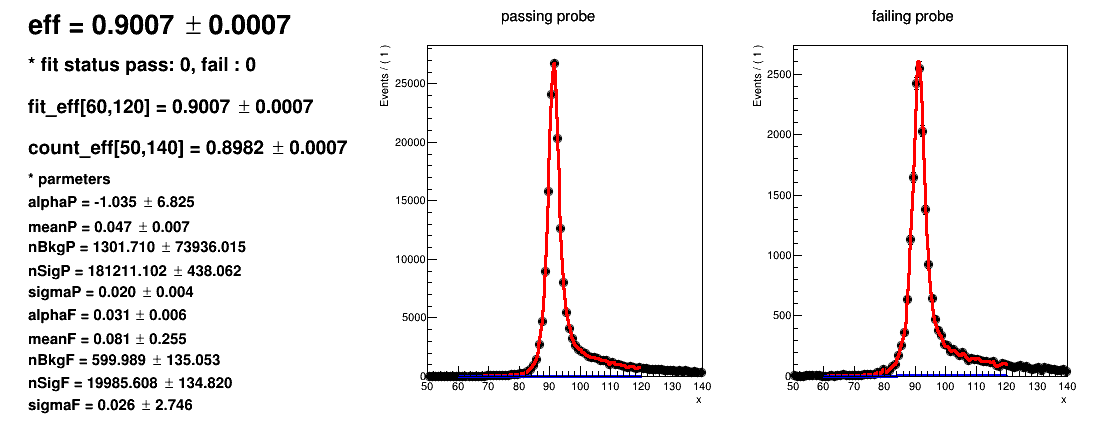 eff = 0.9007 ± 0.0007
* fit status pass: 0, fail : 0
fit_eff[60,120] = 0.9007 ± 0.0007
count_eff[50,140] = 0.8982 ± 0.0007
* parmeters
alphaP = -1.035 ± 6.825
meanP = 0.047 ± 0.007
nBkgP = 1301.710 ± 73936.015
nSigP = 181211.102 ± 438.062
sigmaP = 0.020 ± 0.004
alphaF = 0.031 ± 0.006
meanF = 0.081 ± 0.255
nBkgF = 599.989 ± 135.053
nSigF = 19985.608 ± 134.820
sigmaF = 0.026 ± 2.746
passing probe
Events / ( 1 )
25000
20000
15000
10000
5000
0
50 60 70 80 90 100 110 120 130 140
x
failing probe
Events / ( 1 )
2500
2000
1500
1000
500
0
50 60 70 80 90 100 110 120 130 140
x